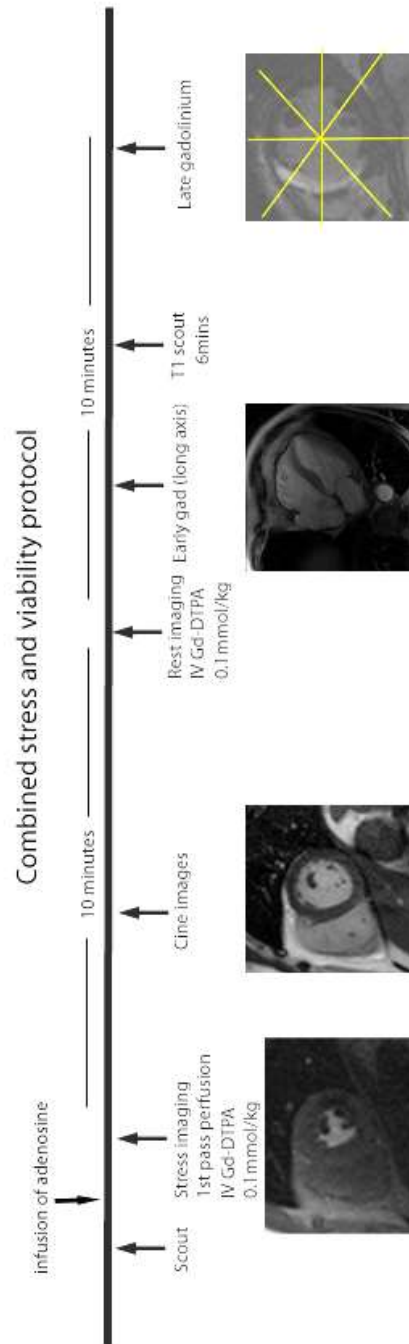 Combined stress and viability protocol
infusion of adenosine
10 minutes
10 minutes
Scout
Stress imaging
1st pass perfusion
IV Gd-DTPA
0.1mmol/kg
Cine images
Rest imaging
IV Gd-DTPA
0.1mmol/kg
Early gad (long axis)
T1 scout
6mins
Late gadolinium